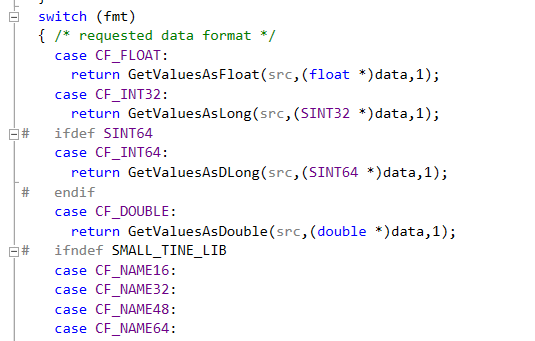 switch (fmt)
{ /* requested data format */
case CF_FLOAT:
return GetValuesAsFloat(src,(float *)data,1);
case CF_INT32:
return GetValuesAsLong(src,(SINT32 *)data,1);
# ifdef SINT64
case CF_INT64:
return GetValuesAsDLong(src,(SINT64 *)data,1);
# endif
case CF_DOUBLE:
return GetValuesAsDouble(src,(double *)data,1);
# ifndef SMALL_TINE_LIB
case CF_NAME16:
case CF_NAME32:
case CF_NAME48:
case CF_NAME64: